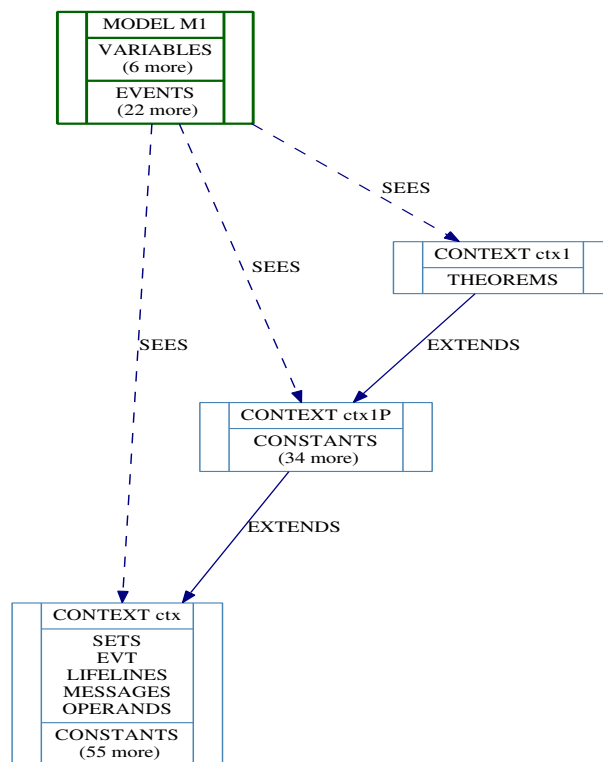 MODEL M1
VARIABLES
(6 more)
EVENTS
(22 more)
SEES
CONTEXT ctx1
THEOREMS
SEES
SEES
EXTENDS
CONTEXT ctx1P
CONSTANTS
(34 more)
EXTENDS
CONTEXT ctx
SETS
EVT
LIFELINES
MESSAGES
OPERANDS
CONSTANTS
(55 more)